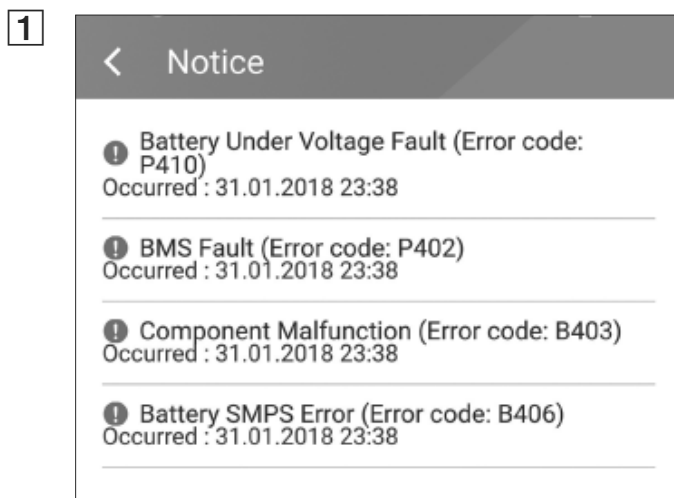 1
Notice
Battery Under Voltage Fault (Error code:
P410)
Occurred : 31.01.2018 23:38
BMS Fault (Error code: P402)
Occurred : 31.01.2018 23:38
Component Malfunction (Error code: B403)
Occurred : 31.01.2018 23:38
Battery SMPS Error (Error code: B406)
Occurred : 31.01.2018 23:38